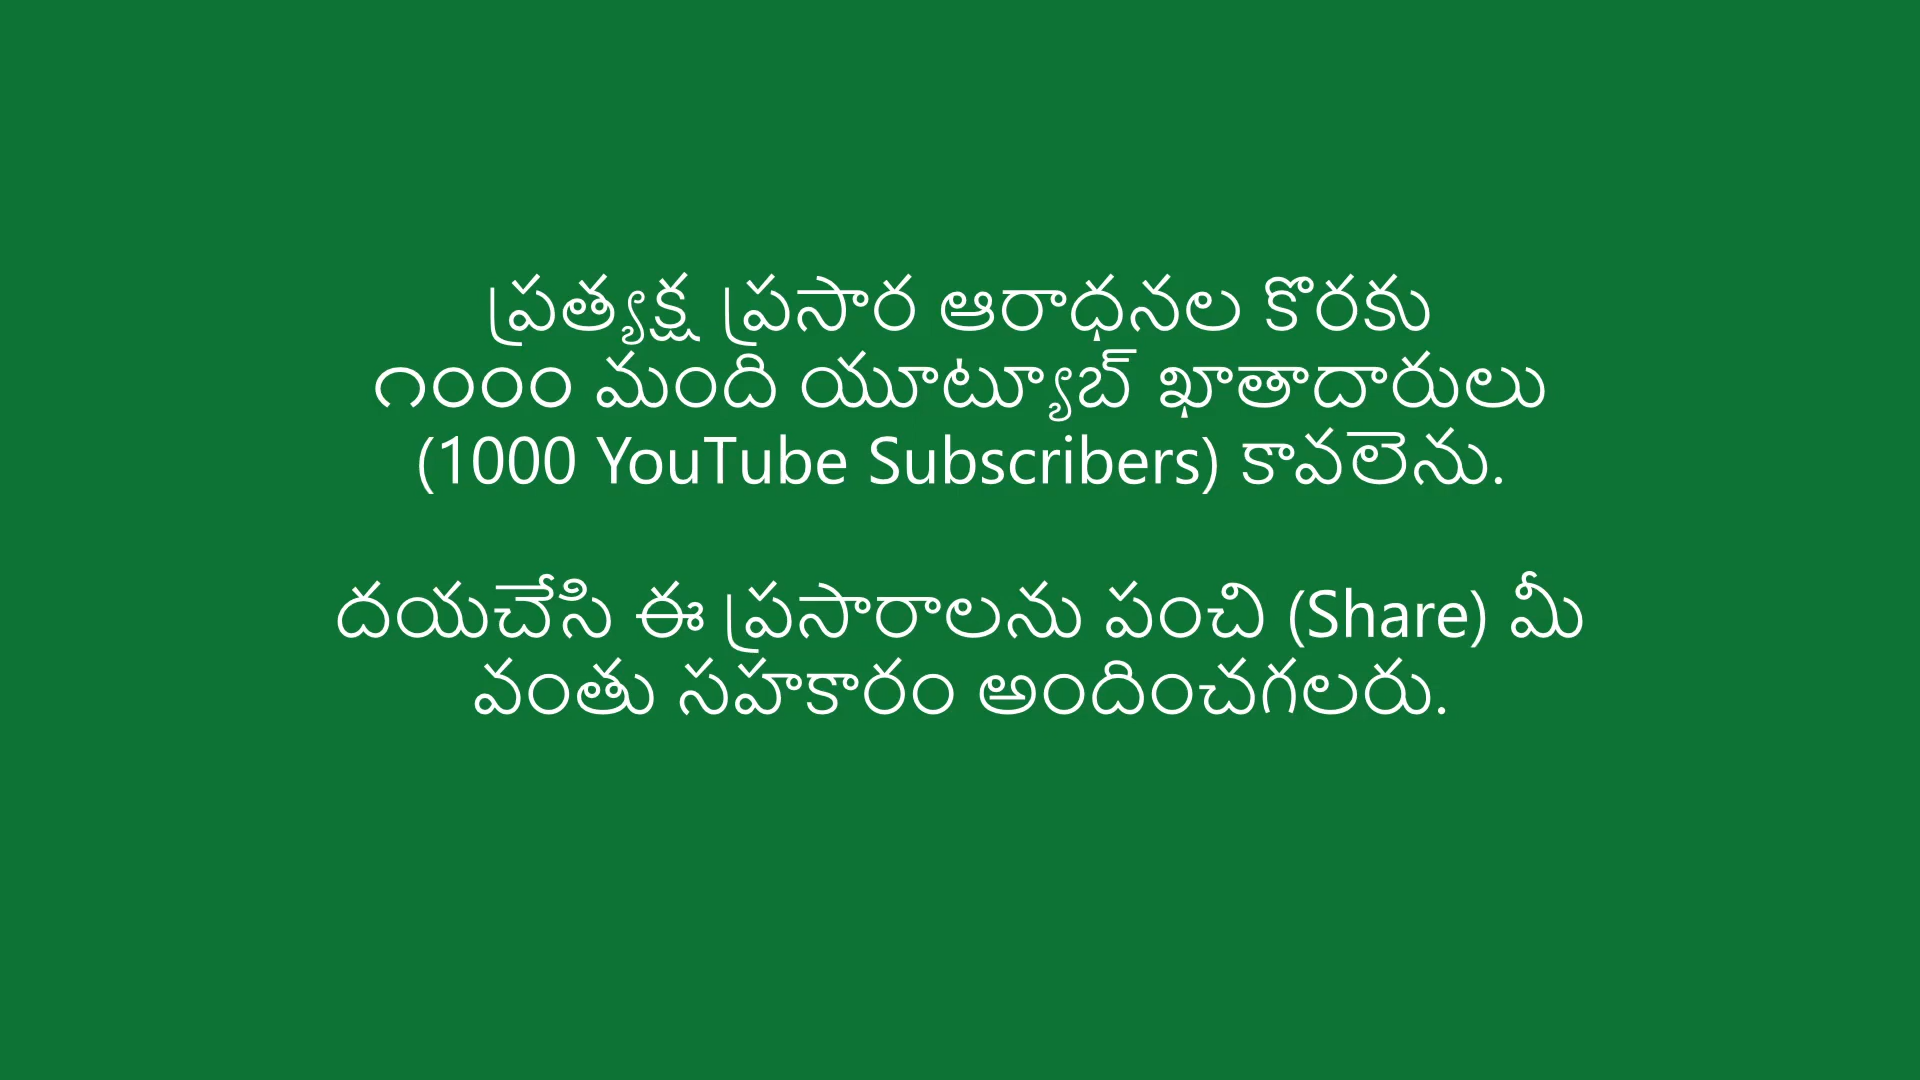 ప్రత్యక్ష ప్రసార ఆరాధనల కొరకు
౧౦౦౦ మంది యూట్యూబ్ ఖాతాదారులు
(1000 YouTube Subscribers) కావలెను.
దయచేసి ఈ ప్రసారాలను పంచి (Share) మీ
వంతు సహకారం అందించగలరు.